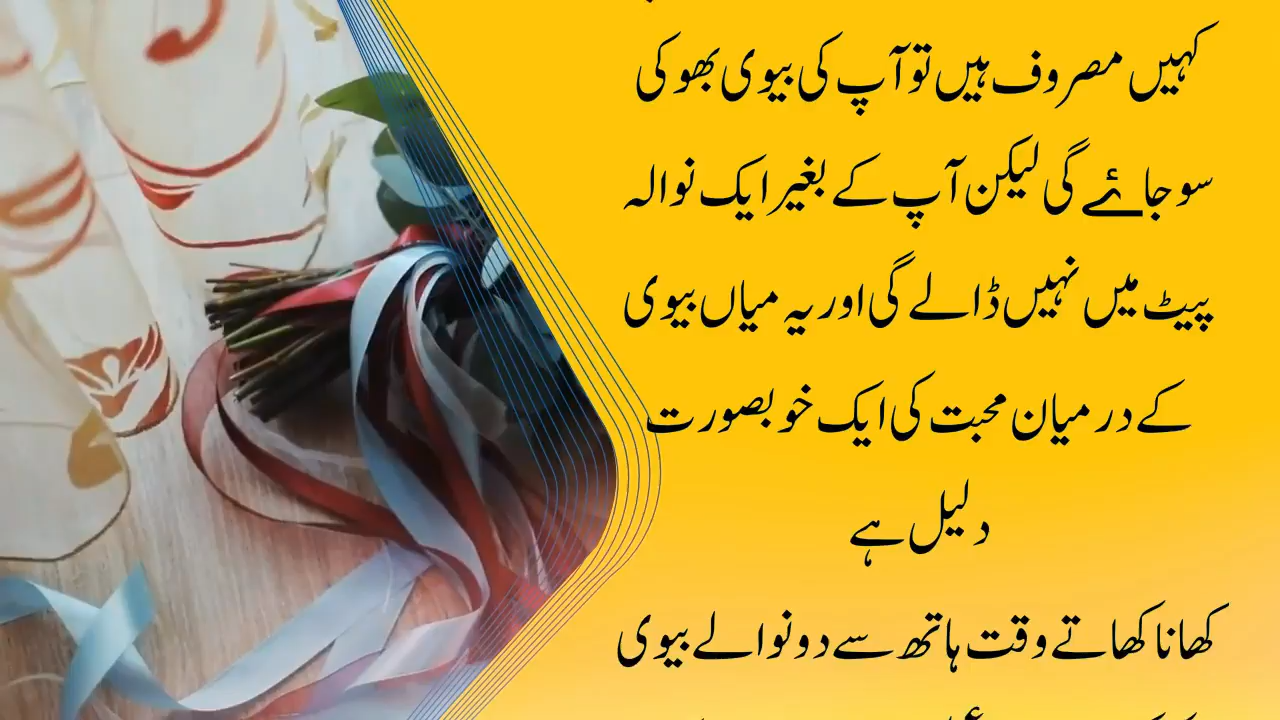 کہیں مصروف ہیں تو آپ کی بیوی بھوکی
سو جائے گی لیکن آپ کے بغیر ایک نوالہ
پیٹ میں نہیں ڈالے گی اور یہ میاں بیوی
کے درمیان محبت کی ایک خوبصورت
دلیل ہے
کھانا کھاتے وقت ہاتھ سے دو نوالے بیوی